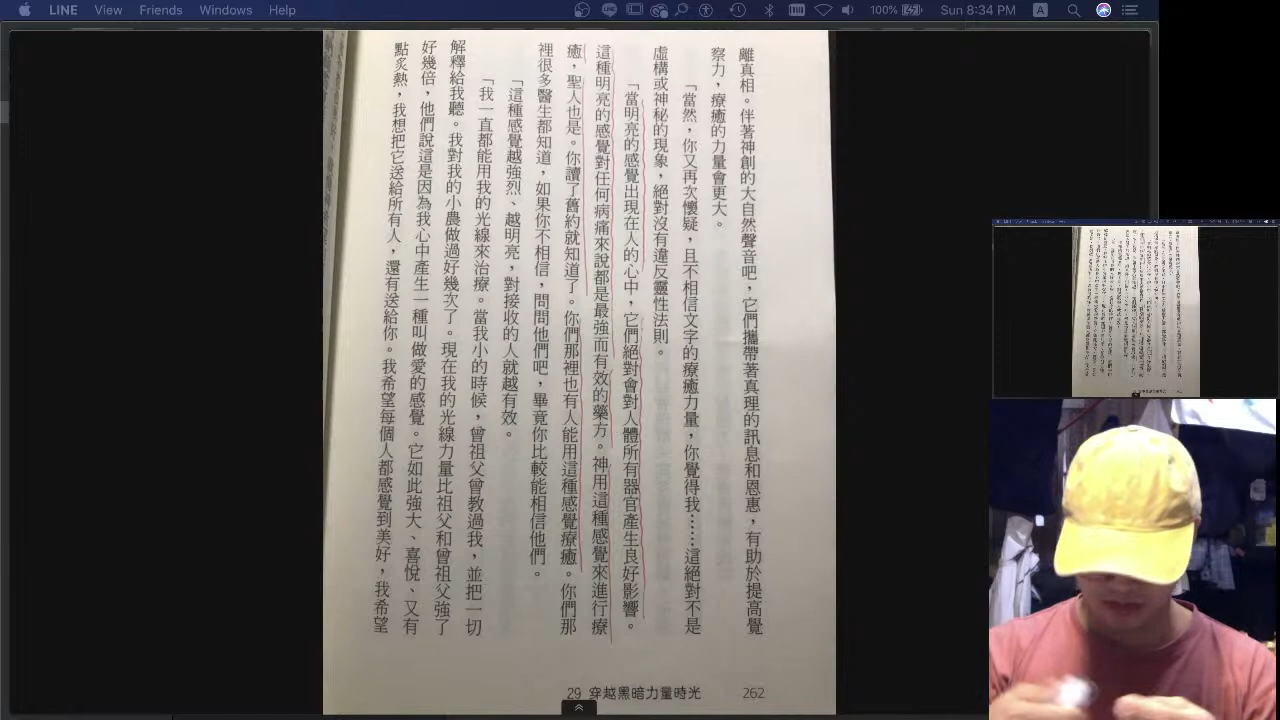 LINE View Friends Windows Help
100% Sun 8:34 PM A
離真相。伴著神創的大自然聲音吧，它們攜帶著真理的訊息和恩惠，有助於提高覺
察力，療癒的力量會更大。
「當然，你又再次懷疑，且不相信文字的療癒力量，你覺得我⋯⋯這絕對不是
虛構或神秘的現象，絕對沒有違反靈性法則。
「當明亮的感覺出現在人的心中，它們絕對會對人體所有器官產生良好影響。
這種明亮的感覺對任何病痛來說都是最強而有效的藥方。神用這種感覺來進行療
癒，聖人也是。你讀了舊約就知道了。你們那裡也有人能用這種感覺療癒。你們那
裡很多醫生都知道，如果你不相信，問問他們吧，畢竟你比較能相信他們。
「這種感覺越強烈、越明亮，對接收的人就越有效。
「我一直都能用我的光線來治療。當我小的時候，曾祖父曾教過我，並把一切
解釋給我聽。我對我的小農做過好幾次了。現在我的光線力量比祖父和曾祖父強了
好幾倍，他們說這是因為我心中產生一種叫做愛的感覺。它如此強大、喜悅、又有
點炙熱，我想把它送給所有人，還有送給你。我希望每個人都感覺到美好，我希望
29 穿越黑暗力量時光 262